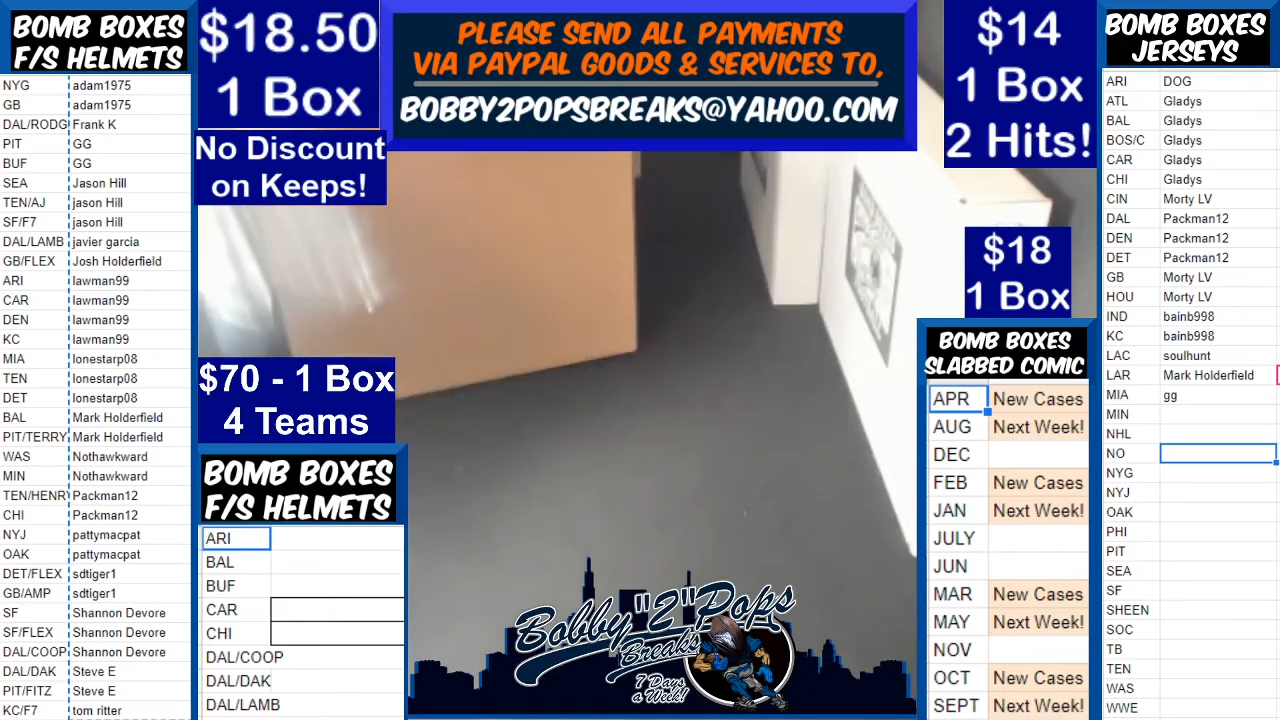 BOMB BOXES
F/S HELMETS
NYG adam1975
GB adam1975
DAL/RODG Frank K
PIT GG
BUF GG
SEA Jason Hill
TEN/AJ jason Hill
SF/F7 jason Hill
DAL/LAMB javier garcia
GB/FLEX Josh Holderfield
ARI lawman99
CAR lawman99
DEN lawman99
KC lawman99
MIA lonestarp08
TEN lonestarp08
DET lonestarp08
BAL Mark Holderfield
PIT/TERRY Mark Holderfield
WAS Nothawkward
MIN Nothawkward
TEN/HENR Packman12
CHI Packman12
NYJ pattymacpat
OAK pattymacpat
DET/FLEX sdtiger1
GB/AMP sdtiger1
SF Shannon Devore
SF/FLEX Shannon Devore
DAL/COOP Shannon Devore
DAL/DAK Steve E
PIT/FITZ Steve E
KC/F7 tom ritter
$18.50
1 Box
No Discount
on Keeps!
$70 - 1 Box
4 Teams
BOMB BOXES
F/S HELMETS
ARI
BAL
BUF
CAR
CHI
DAL/COOP
DAL/DAK
DAL/LAMB
PLEASE SEND ALL PAYMENTS
VIA PAYPAL GOODS & SERVICES TO,
BOBBY2POPSBREAKS@YAHOO.COM
Bobby "2" Pops
Breaks
7 Days
a Week!
$14
1 Box
2 Hits!
$18
1 Box
BOMB BOXES
SLABBED COMIC
APR New Cases
AUG Next Week!
DEC
FEB New Cases
JAN Next Week!
JULY
JUN
MAR New Cases
MAY Next Week!
NOV
OCT New Cases
SEPT Next Week!
BOMB BOXES
JERSEYS
ARI DOG
ATL Gladys
BAL Gladys
BOS/C Gladys
CAR Gladys
CHI Gladys
CIN Morty LV
DAL Packman12
DEN Packman12
DET Packman12
GB Morty LV
HOU Morty LV
IND bainb998
KC bainb998
LAC soulhunt
LAR Mark Holderfield
MIA gg
MIN
NHL
NO
NYG
NYJ
OAK
PHI
PIT
SEA
SF
SHEEN
SOC
TB
TEN
WAS
WWE